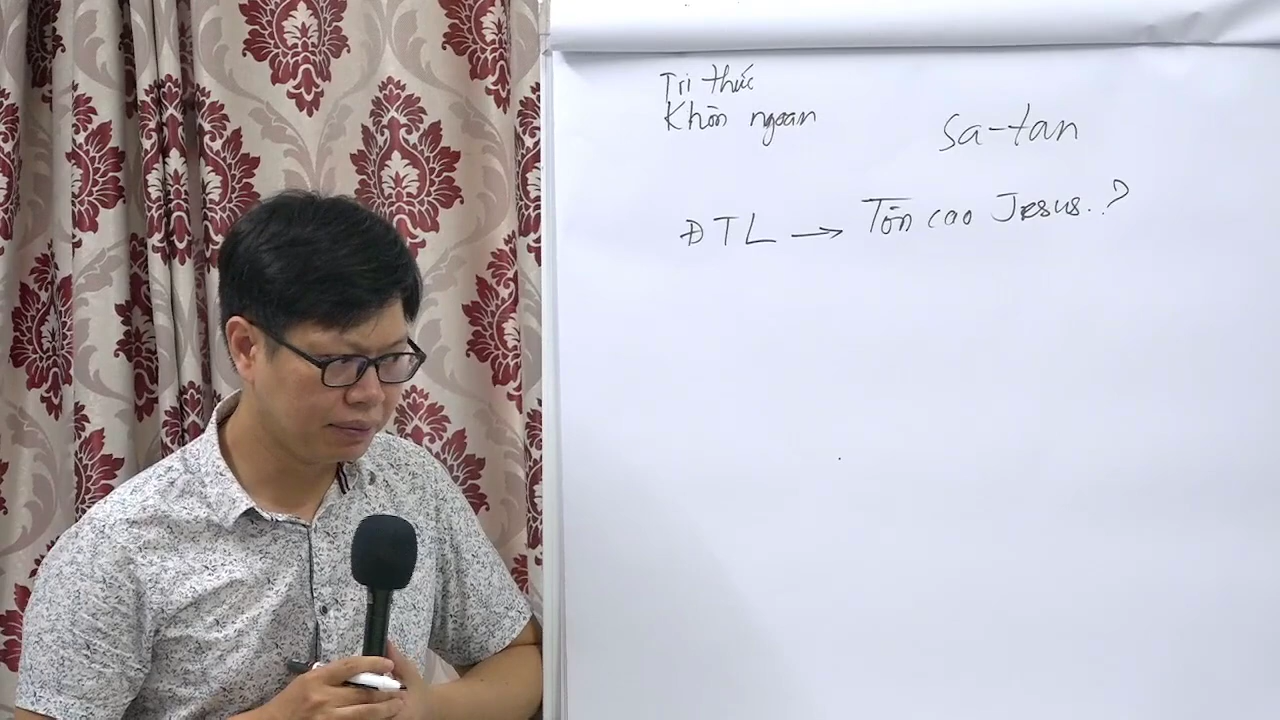 Tri thức
Khôn ngoan
Sa-tan
ĐTL → Tôn cao Jesus..?